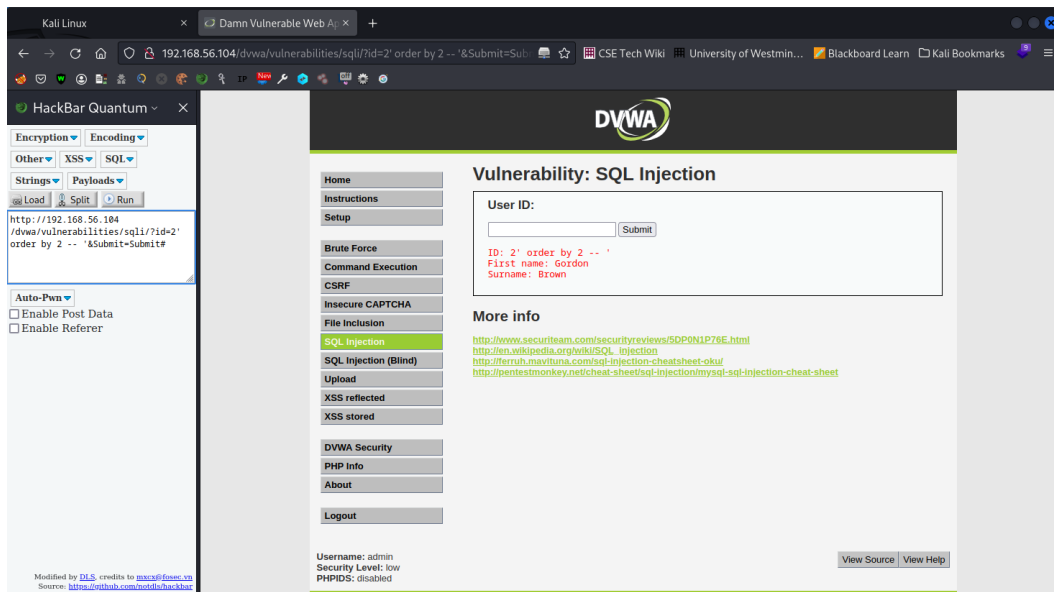 Kali Linux
Damn Vulnerable Web Ap
192.168.56.104/dvwa/vulnerabilities/sqli/?id=2' order by 2 -- '&Submit=Sub
CSE Tech Wiki
University of Westmin...
Blackboard Learn
Kali Bookmarks
IP
New
off
HackBar Quantum
Encryption
Encoding
Other
XSS
SQL
Strings
Payloads
Load
Split
Run
http://192.168.56.104
/dvwa/vulnerabilities/sqli/?id=2'
order by 2 -- '&Submit=Submit#
Auto-Pwn
Enable Post Data
Enable Referer
Modified by DLS, credits to mxcx@fosec.vn
Source: https://github.com/notdls/hackbar
DVWA
Home
Instructions
Setup
Brute Force
Command Execution
CSRF
Insecure CAPTCHA
File Inclusion
SQL Injection
SQL Injection (Blind)
Upload
XSS reflected
XSS stored
DVWA Security
PHP Info
About
Logout
Vulnerability: SQL Injection
User ID:
Submit
ID: 2' order by 2 -- '
First name: Gordon
Surname: Brown
More info
http://www.securiteam.com/securityreviews/5DP0N1P76E.html
http://en.wikipedia.org/wiki/SQL_injection
http://ferruh.mavituna.com/sql-injection-cheatsheet-oku/
http://pentestmonkey.net/cheat-sheet/sql-injection/mysql-sql-injection-cheat-sheet
Username: admin
Security Level: low
PHPIDS: disabled
View Source
View Help